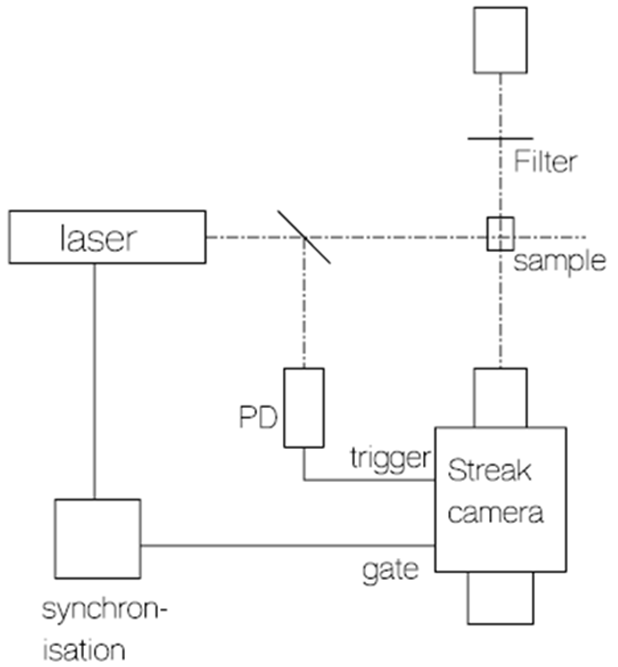 Filter
laser
sample
PD
trigger
Streak
camera
gate
synchron-
isation